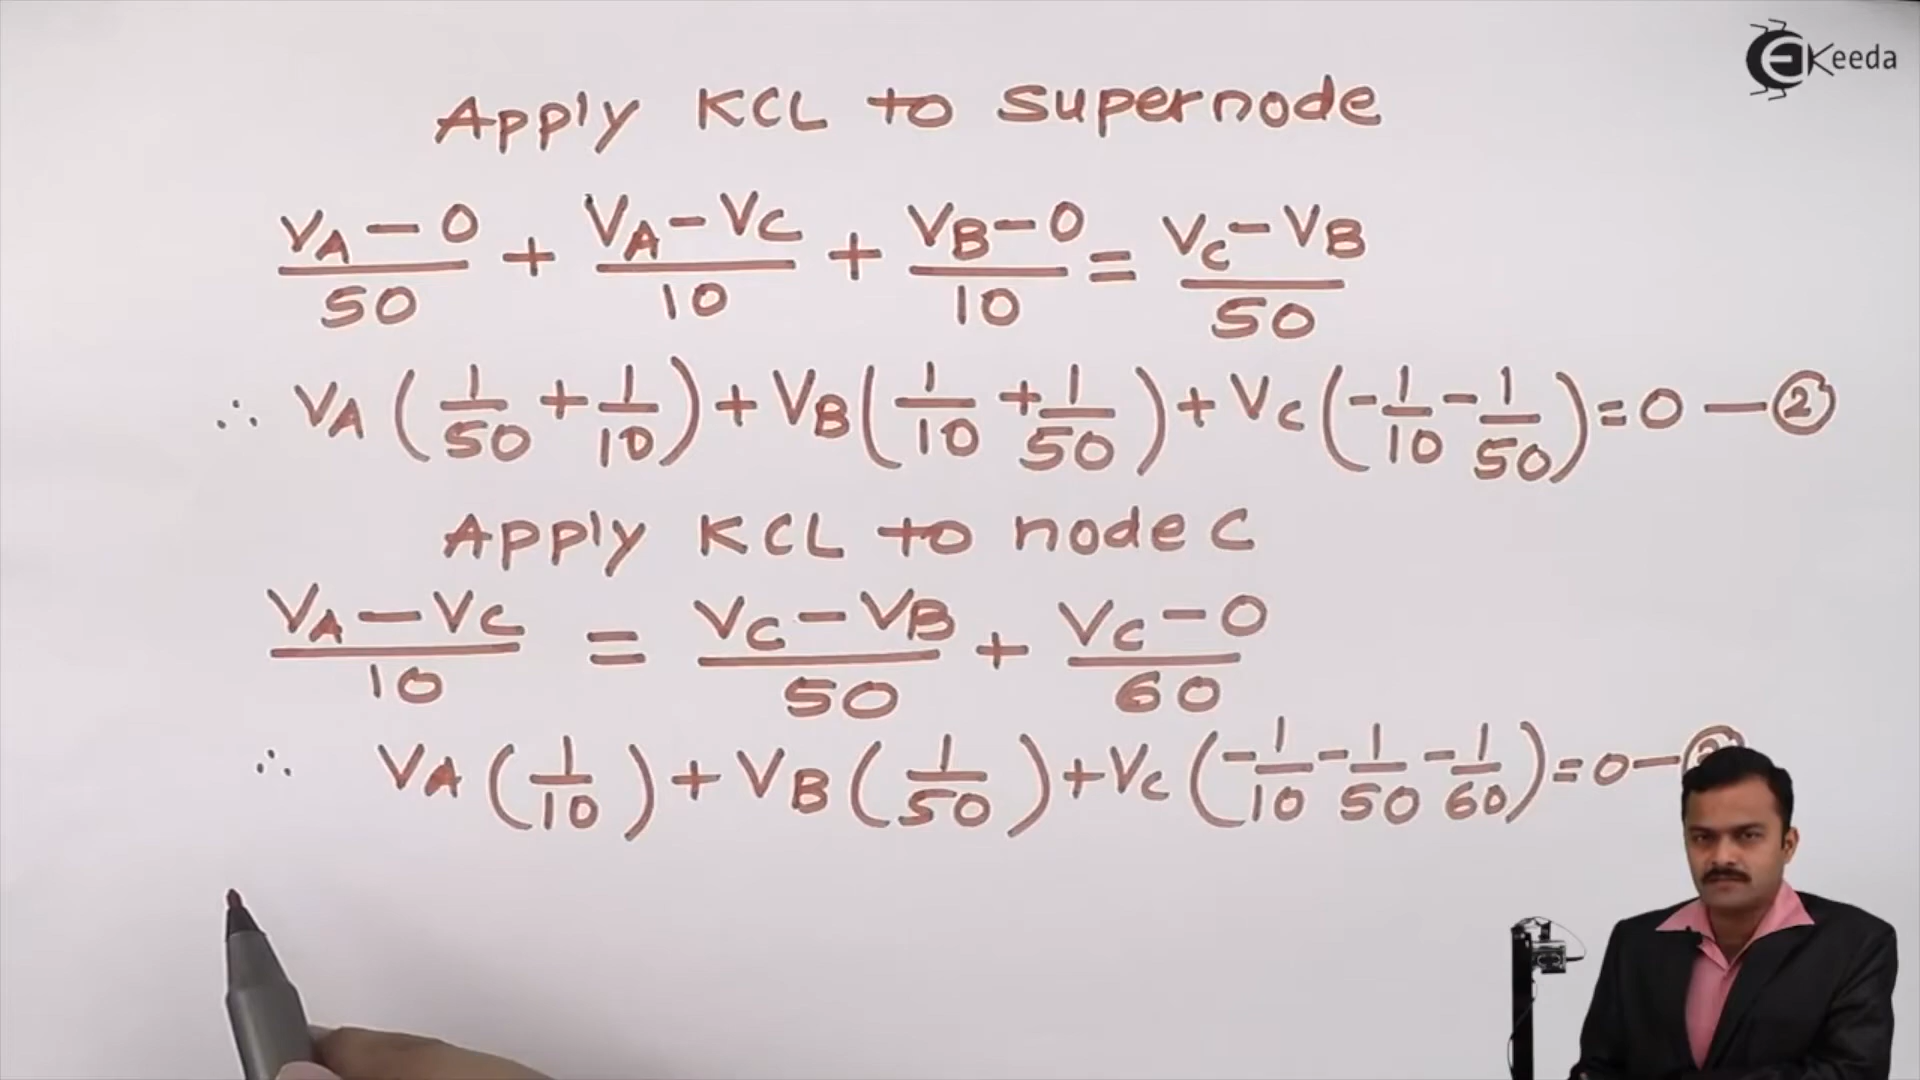 EKeeda
Apply KCL to supernode
VA-0/50 + VA-VC/10 + VB-0/10 = VC-VB/50
∴ VA(1/50+1/10)+VB(1/10+1/50)+VC(-1/10-1/50)=0—②
Apply KCL to node C
VA-VC/10 = VC-VB/50 + VC-0/60
∴ VA(1/10)+VB(1/50)+VC(-1/10-1/50-1/60)=0—